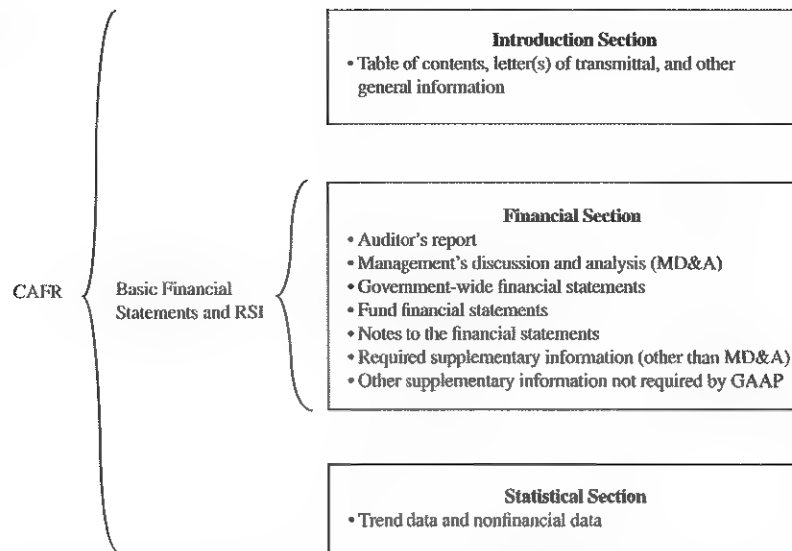 Introduction Section
• Table of contents, letter(s) of transmittal, and other
general information
CAFR
Basic Financial
Statements and RSI
Financial Section
• Auditor's report
• Management's discussion and analysis (MD&A)
• Government-wide financial statements
• Fund financial statements
• Notes to the financial statements
• Required supplementary information (other than MD&A)
• Other supplementary information not required by GAAP
Statistical Section
• Trend data and nonfinancial data